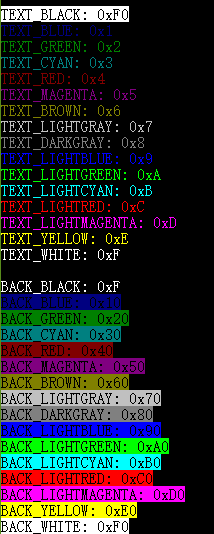 TEXT_BLACK: 0xF0
TEXT_BLUE: 0x1
TEXT_GREEN: 0x2
TEXT_CYAN: 0x3
TEXT_RED: 0x4
TEXT_MAGENTA: 0x5
TEXT_BROWN: 0x6
TEXT_LIGHTGRAY: 0x7
TEXT_DARKGRAY: 0x8
TEXT_LIGHTBLUE: 0x9
TEXT_LIGHTGREEN: 0xA
TEXT_LIGHTCYAN: 0xB
TEXT_LIGHTRED: 0xC
TEXT_LIGHTMAGENTA: 0xD
TEXT_YELLOW: 0xE
TEXT_WHITE: 0xF
BACK_BLACK: 0xF
BACK_BLUE: 0x10
BACK_GREEN: 0x20
BACK_CYAN: 0x30
BACK_RED: 0x40
BACK_MAGENTA: 0x50
BACK_BROWN: 0x60
BACK_LIGHTGRAY: 0x70
BACK_DARKGRAY: 0x80
BACK_LIGHTBLUE: 0x90
BACK_LIGHTGREEN: 0xA0
BACK_LIGHTCYAN: 0xB0
BACK_LIGHTRED: 0xC0
BACK_LIGHTMAGENTA: 0xD0
BACK_YELLOW: 0xE0
BACK_WHITE: 0xF0